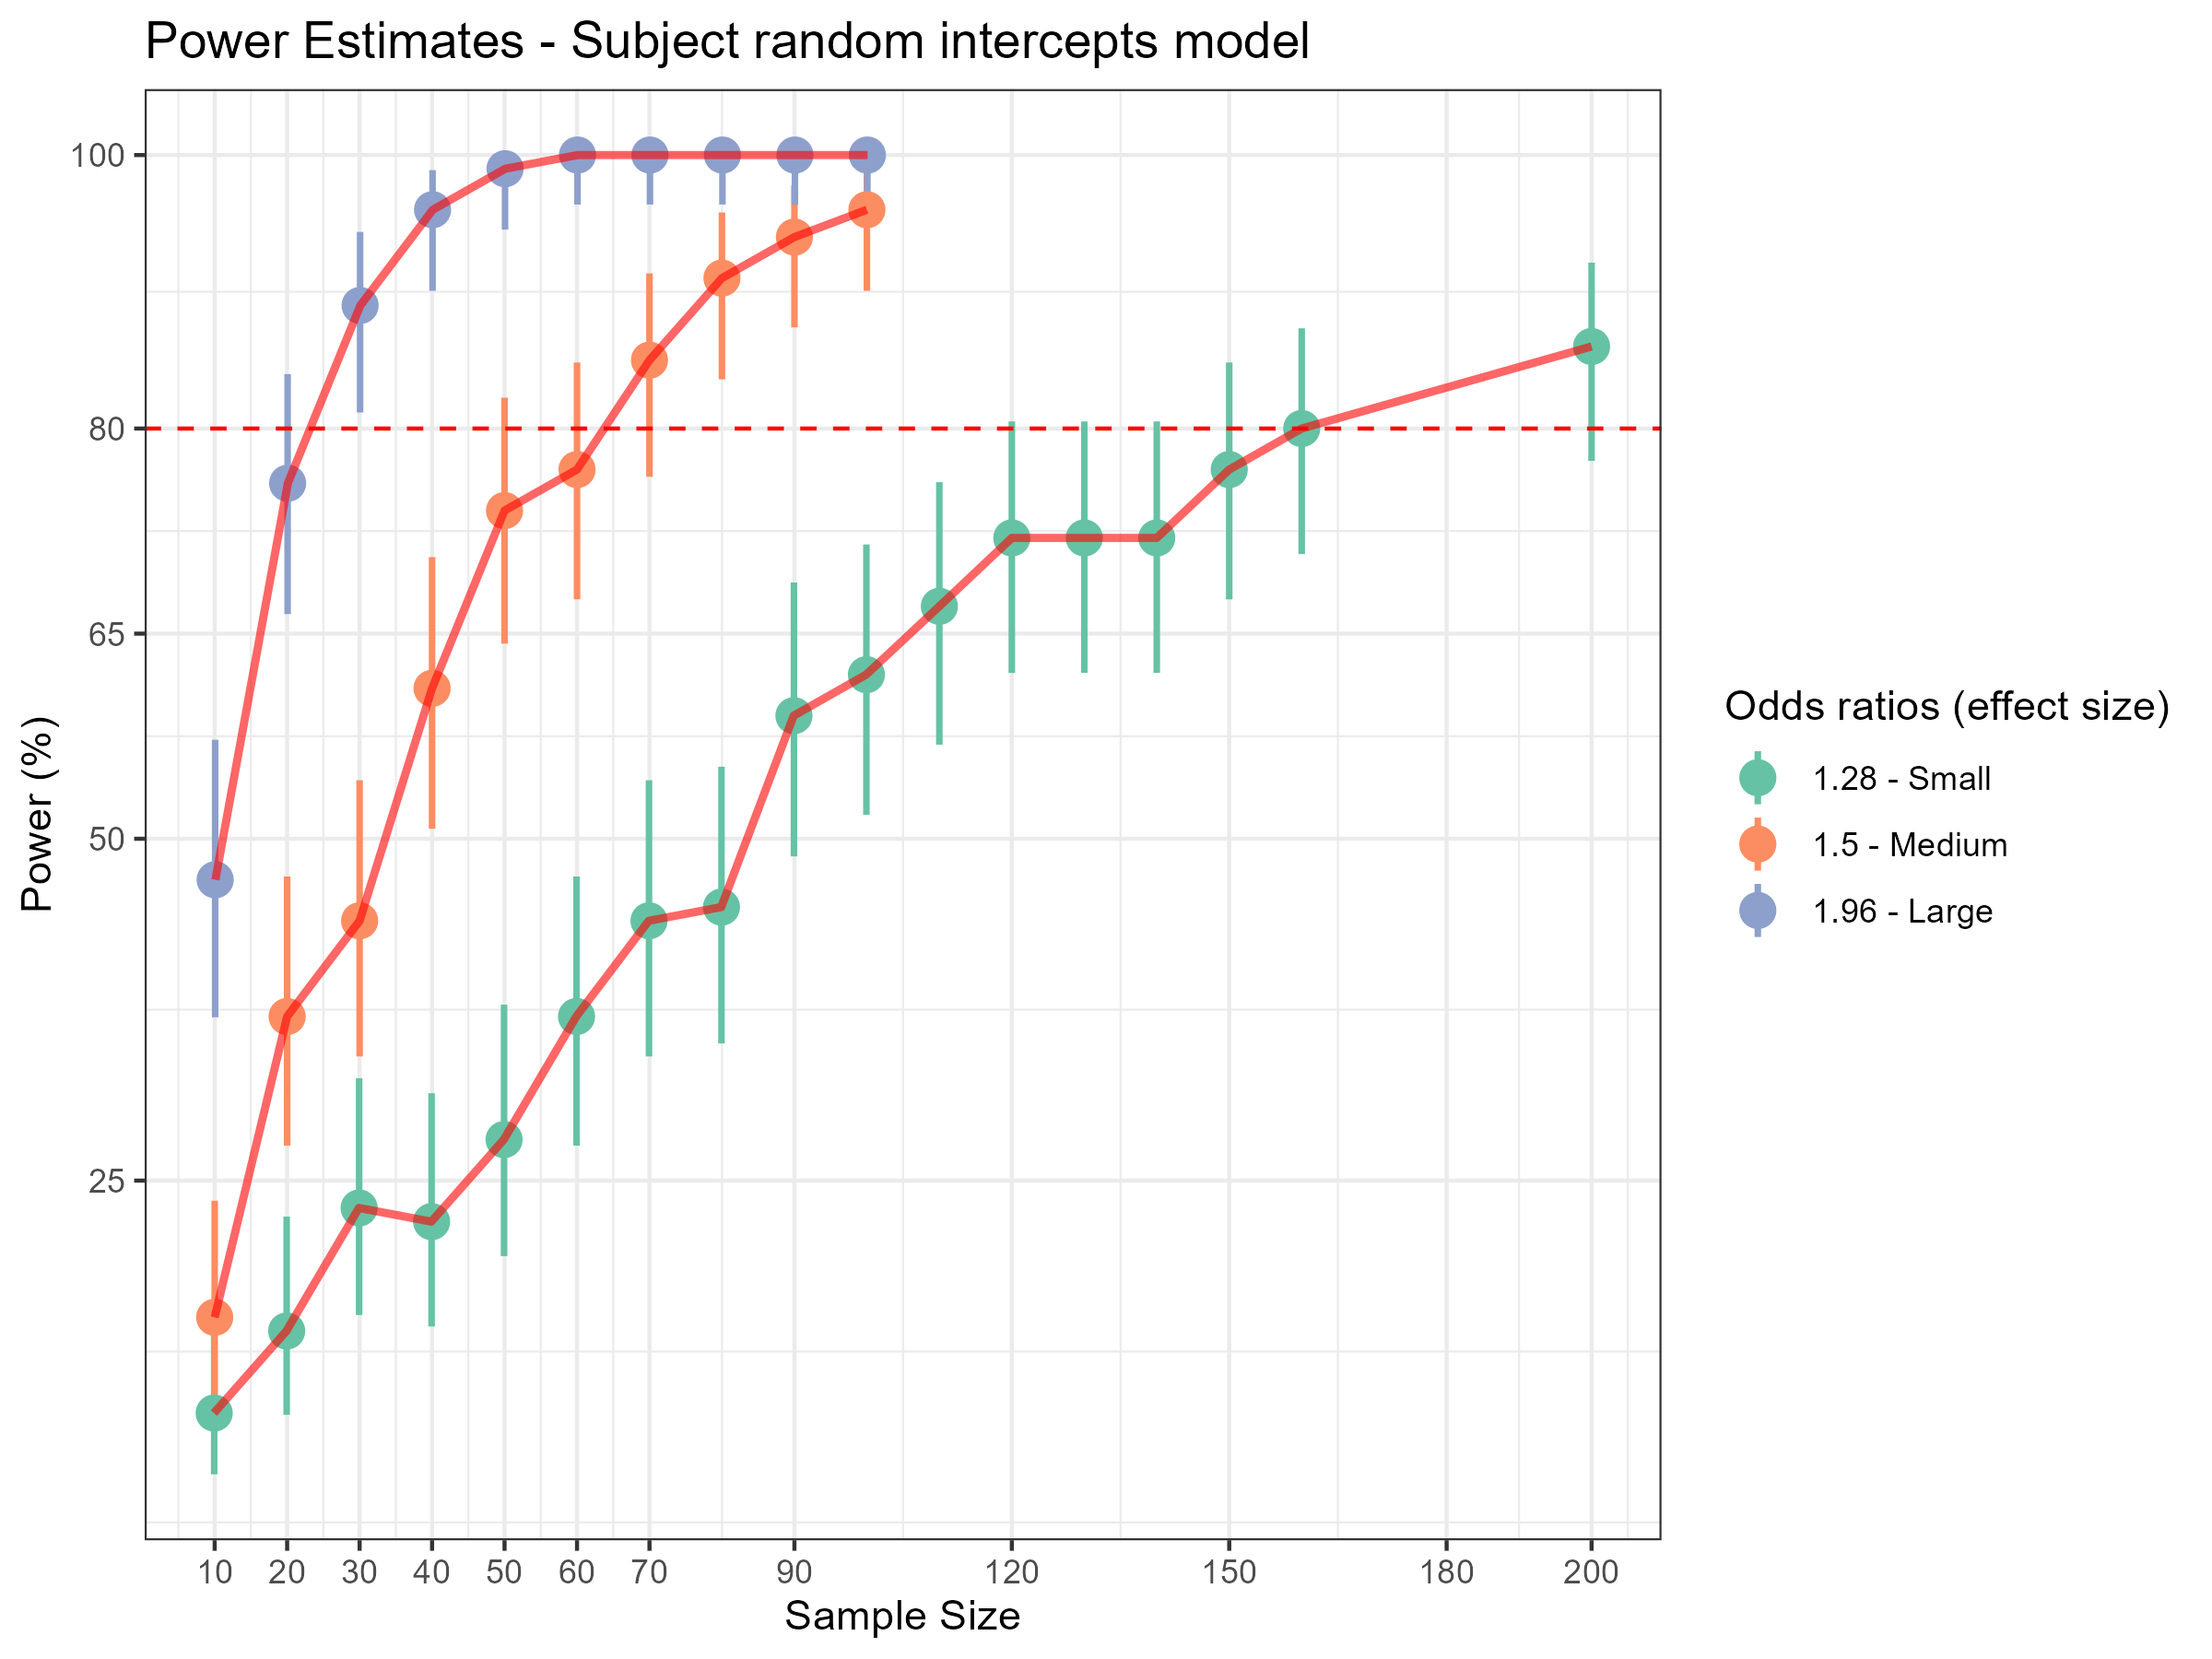 Power Estimates - Subject random intercepts model
100
80
65
50
25
Power (%)
10 20 30 40 50 60 70 90 120 150 180 200
Sample Size
Odds ratios (effect size)
1.28 - Small
1.5 - Medium
1.96 - Large